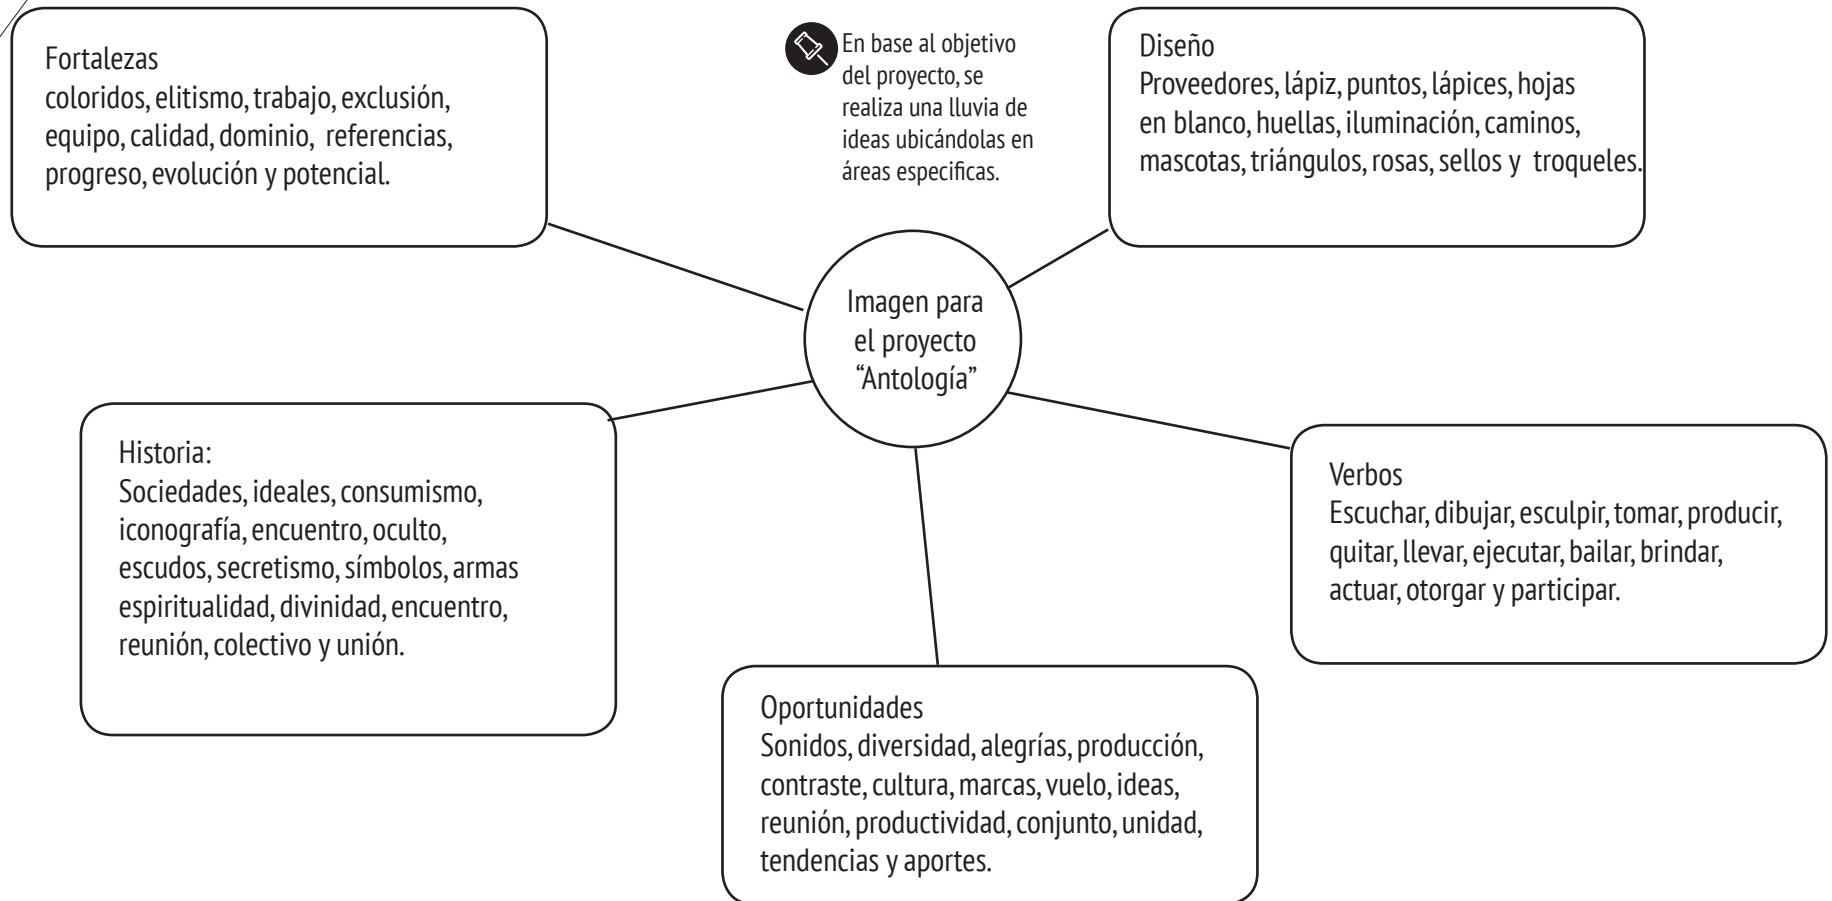 Fortalezas
coloridos, elitismo, trabajo, exclusión,
equipo, calidad, dominio, referencias,
progreso, evolución y potencial.
En base al objetivo
del proyecto, se
realiza una lluvia de
ideas ubicándolas en
áreas especificas.
Diseño
Proveedores, lápiz, puntos, lápices, hojas
en blanco, huellas, iluminación, caminos,
mascotas, triángulos, rosas, sellos y troqueles.
Imagen para
el proyecto
“Antología”
Historia:
Sociedades, ideales, consumismo,
iconografía, encuentro, oculto,
escudos, secretismo, símbolos, armas
espiritualidad, divinidad, encuentro,
reunión, colectivo y unión.
Verbos
Escuchar, dibujar, esculpir, tomar, producir,
quitar, llevar, ejecutar, bailar, brindar,
actuar, otorgar y participar.
Oportunidades
Sonidos, diversidad, alegrías, producción,
contraste, cultura, marcas, vuelo, ideas,
reunión, productividad, conjunto, unidad,
tendencias y aportes.